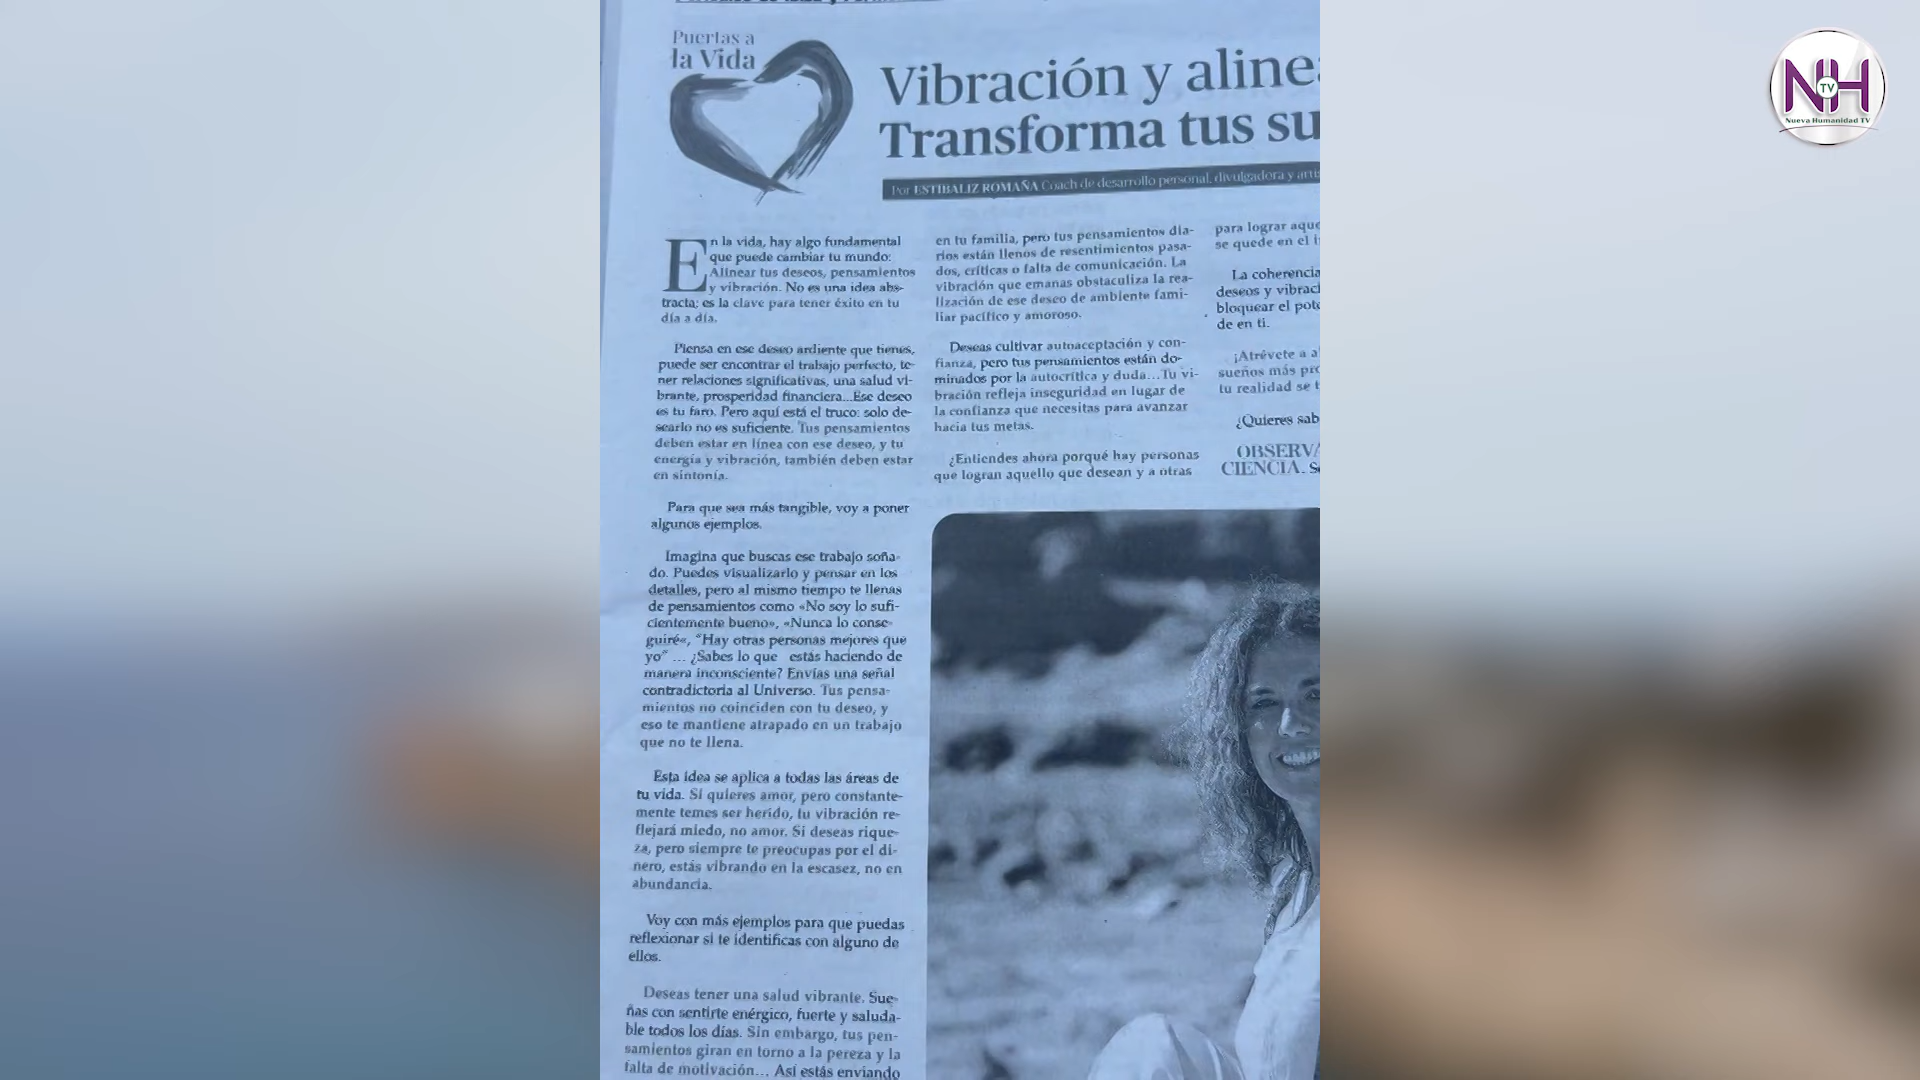 Puertas a
la Vida
Vibración y aline
Transforma tus su
Por ESTIBALIZ ROMAÑA Coach de desarrollo personal, divulgadora y arti
En la vida, hay algo fundamental
que puede cambiar tu mundo:
Alinear tus deseos, pensamientos
y vibración. No es una idea abs-
tracta; es la clave para tener éxito en tu
día a día.
Piensa en ese deseo ardiente que tienes,
puede ser encontrar el trabajo perfecto, te-
ner relaciones significativas, una salud vi-
brante, prosperidad financiera...Ese deseo
es tu faro. Pero aquí está el truco: solo de-
searlo no es suficiente. Tus pensamientos
deben estar en línea con ese deseo, y tu
energía y vibración, también deben estar
en sintonía.
Para que sea más tangible, voy a poner
algunos ejemplos.
Imagina que buscas ese trabajo soña-
do. Puedes visualizarlo y pensar en los
detalles, pero al mismo tiempo te llenas
de pensamientos como «No soy lo sufi-
cientemente bueno», «Nunca lo conse-
guiré«, "Hay otras personas mejores que
yo" ... ¿Sabes lo que estás haciendo de
manera inconsciente? Envías una señal
contradictoria al Universo. Tus pensa-
mientos no coinciden con tu deseo, y
eso te mantiene atrapado en un trabajo
que no te llena.
Esta idea se aplica a todas las áreas de
tu vida. Si quieres amor, pero constante-
mente temes ser herido, tu vibración re-
flejará miedo, no amor. Si deseas rique-
za, pero siempre te preocupas por el di-
nero, estás vibrando en la escasez, no en
abundancia.
Voy con más ejemplos para que puedas
reflexionar si te identificas con alguno de
ellos.
Deseas tener una salud vibrante. Sue-
ñas con sentirte enérgico, fuerte y saluda-
ble todos los días. Sin embargo, tus pen-
samientos giran en torno a la pereza y la
falta de motivación... Así estás enviando
en tu familia, pero tus pensamientos dia-
rios están llenos de resentimientos pasa-
dos, críticas o falta de comunicación. La
vibración que emanas obstaculiza la rea-
lización de ese deseo de ambiente fami-
liar pacífico y amoroso.
Deseas cultivar autoaceptación y con-
fianza, pero tus pensamientos están do-
minados por la autocrítica y duda...Tu vi-
bración refleja inseguridad en lugar de
la confianza que necesitas para avanzar
hacia tus metas.
¿Entiendes ahora porqué hay personas
que logran aquello que desean y a otras
para lograr aque
se quede en el i
La coherencia
deseos y vibraci
bloquear el pote
de en ti.
¡Atrévete a a
sueños más pro
tu realidad se t
¿Quieres sab
OBSERVA
CIENCIA. Se
NH
TV
Nueva Humanidad TV